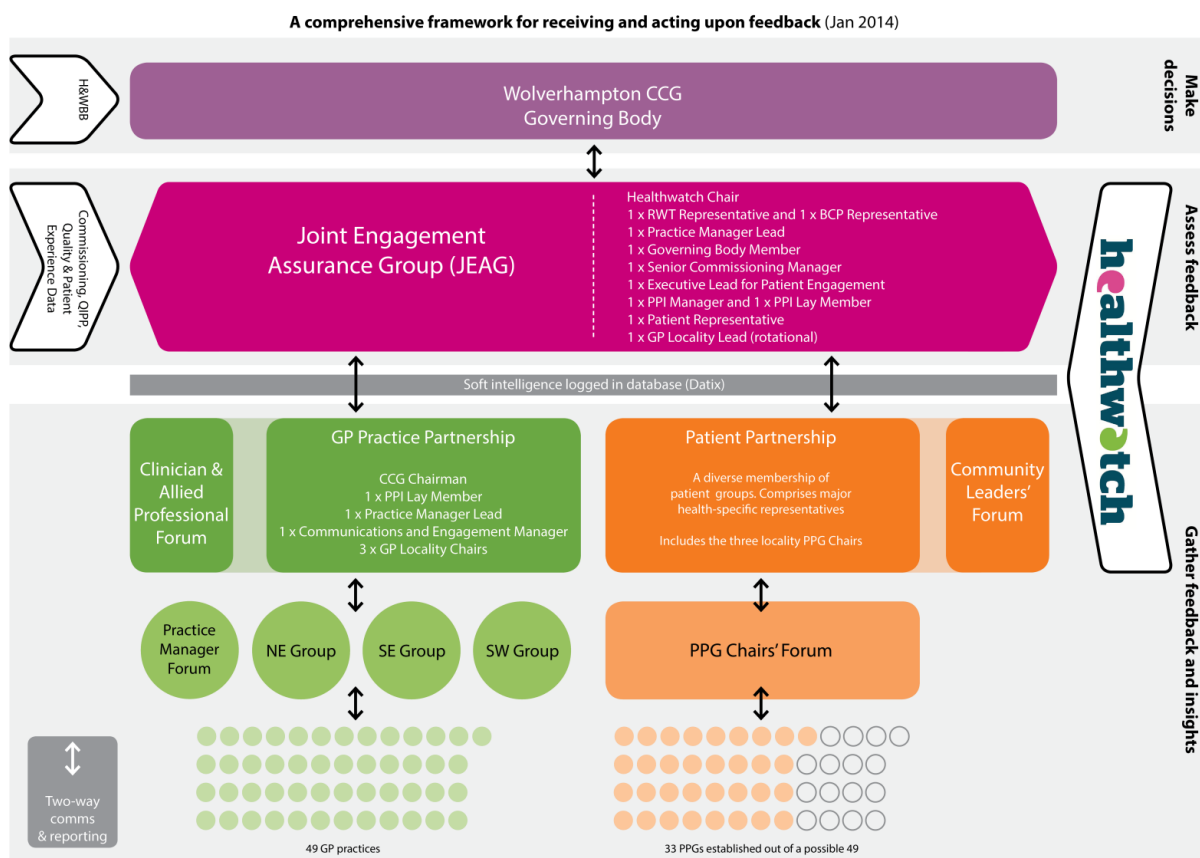 A comprehensive framework for receiving and acting upon feedback (Jan 2014)
H&WBB
Wolverhampton CCG
Governing Body
Make
decisions
Commissioning, QIPP,
Quality & Patient
Experience Data
Joint Engagement
Assurance Group (JEAG)
Healthwatch Chair
1 x RWT Representative and 1 x BCP Representative
1 x Practice Manager Lead
1 x Governing Body Member
1 x Senior Commissioning Manager
1 x Executive Lead for Patient Engagement
1 x PPI Manager and 1 x PPI Lay Member
1 x Patient Representative
1 x GP Locality Lead (rotational)
Assess feedback
healthwatch
Soft intelligence logged in database (Datix)
Clinician &
Allied
Professional
Forum
GP Practice Partnership
CCG Chairman
1 x PPI Lay Member
1 x Practice Manager Lead
1 x Communications and Engagement Manager
3 x GP Locality Chairs
Patient Partnership
A diverse membership of
patient groups. Comprises major
health-specific representatives
Includes the three locality PPG Chairs
Community
Leaders’
Forum
Gather feedback and insights
Practice
Manager
Forum
NE Group
SE Group
SW Group
PPG Chairs’ Forum
Two-way
comms
& reporting
49 GP practices
33 PPGs established out of a possible 49